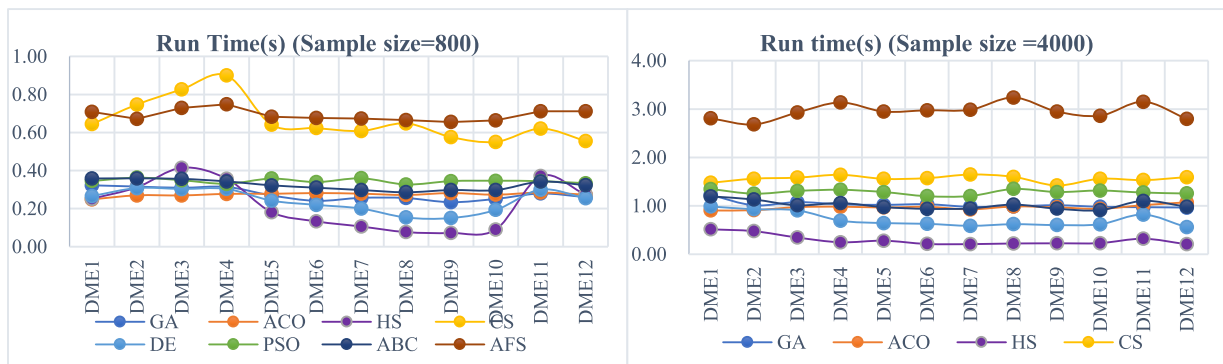 Run Time(s) (Sample size=800)
1.00
0.80
0.60
0.40
0.20
0.00
DME1
DME2
DME3
DME4
DME5
DME6
DME7
DME8
DME9
DME10
DME11
DME12
GA ACO HS CS
DE PSO ABC AFS
Run time(s) (Sample size =4000)
4.00
3.00
2.00
1.00
0.00
DME1
DME2
DME3
DME4
DME5
DME6
DME7
DME8
DME9
DME10
DME11
DME12
GA ACO HS CS